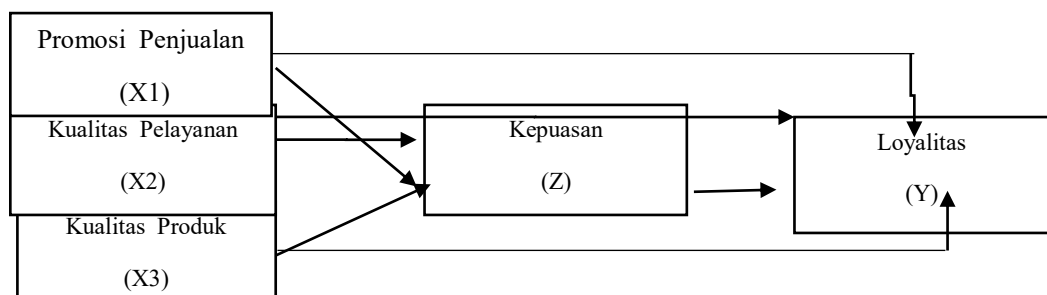 Promosi Penjualan
(X1)
Kualitas Pelayanan
(X2)
Kualitas Produk
(X3)
Kepuasan
(Z)
Loyalitas
(Y)